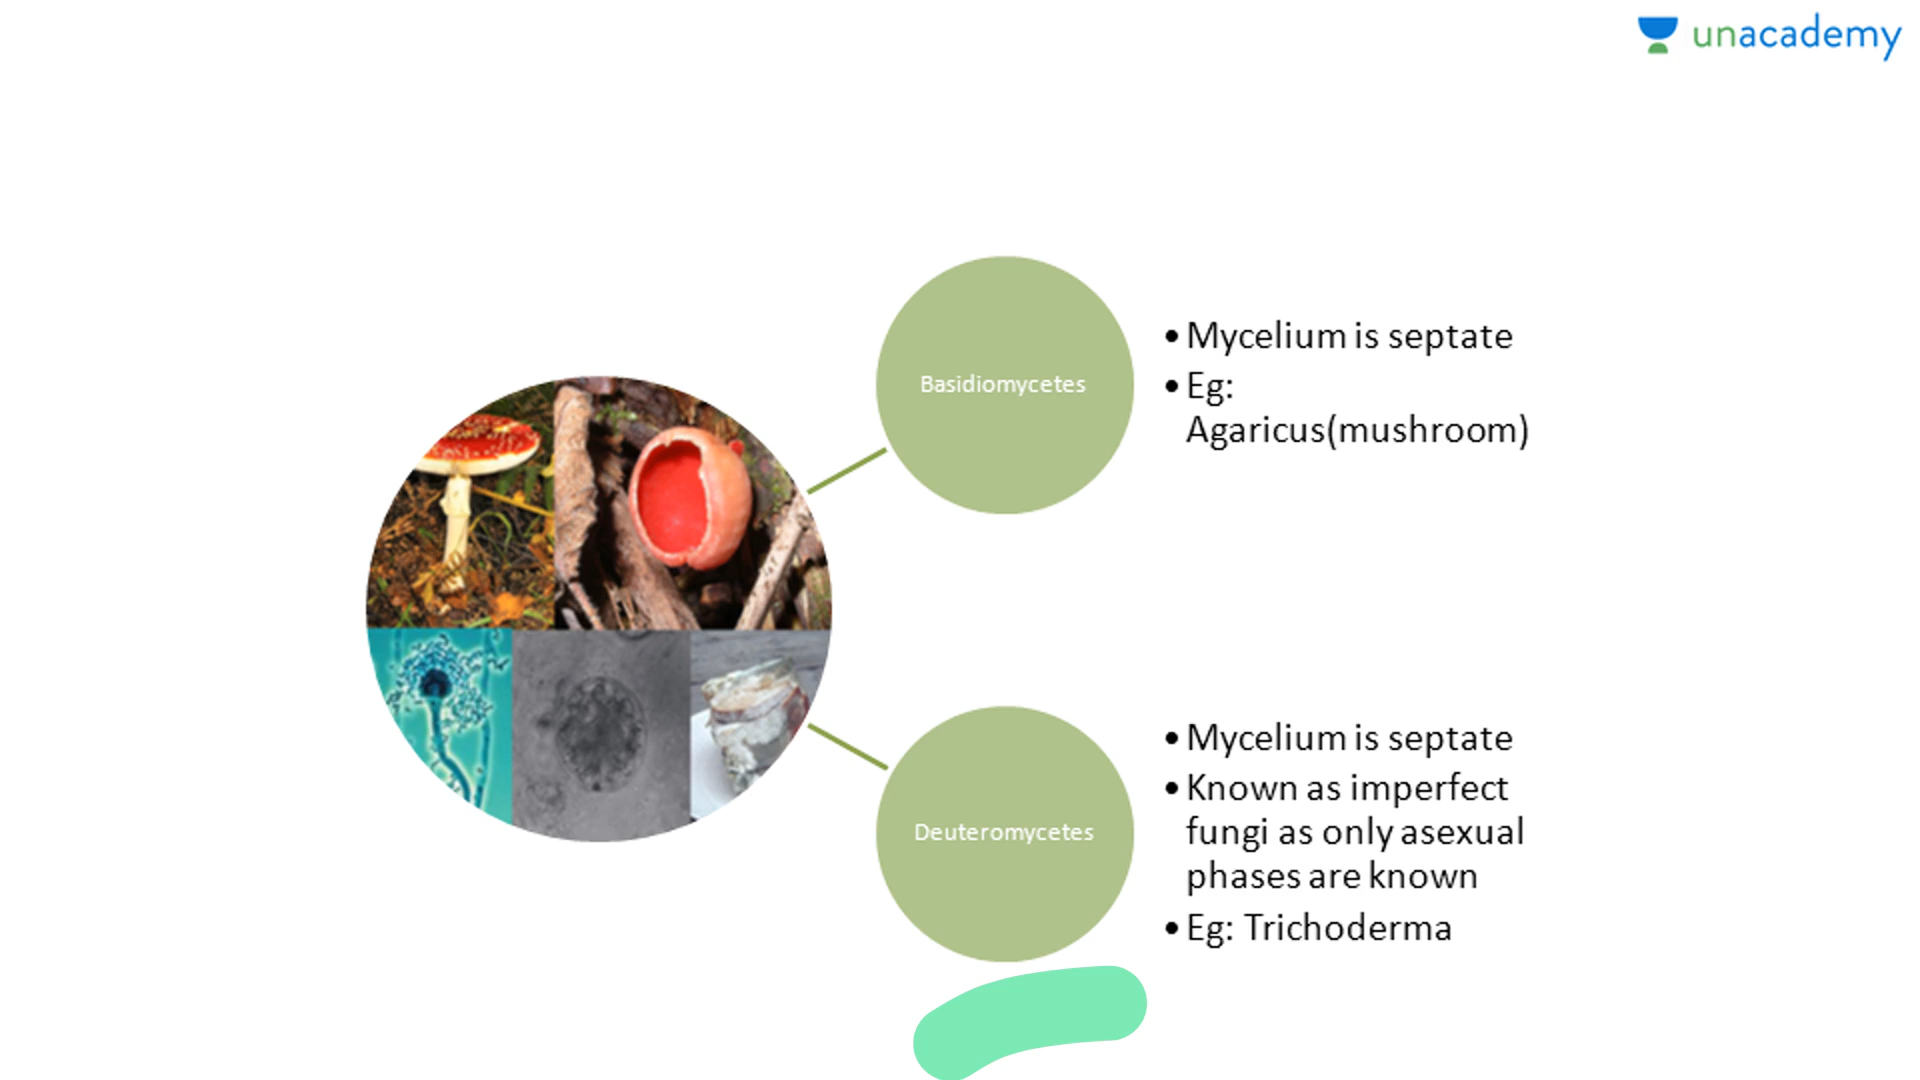 unacademy
Basidiomycetes
• Mycelium is septate
• Eg:
Agaricus(mushroom)
Deuteromycetes
• Mycelium is septate
• Known as imperfect
fungi as only asexual
phases are known
• Eg: Trichoderma